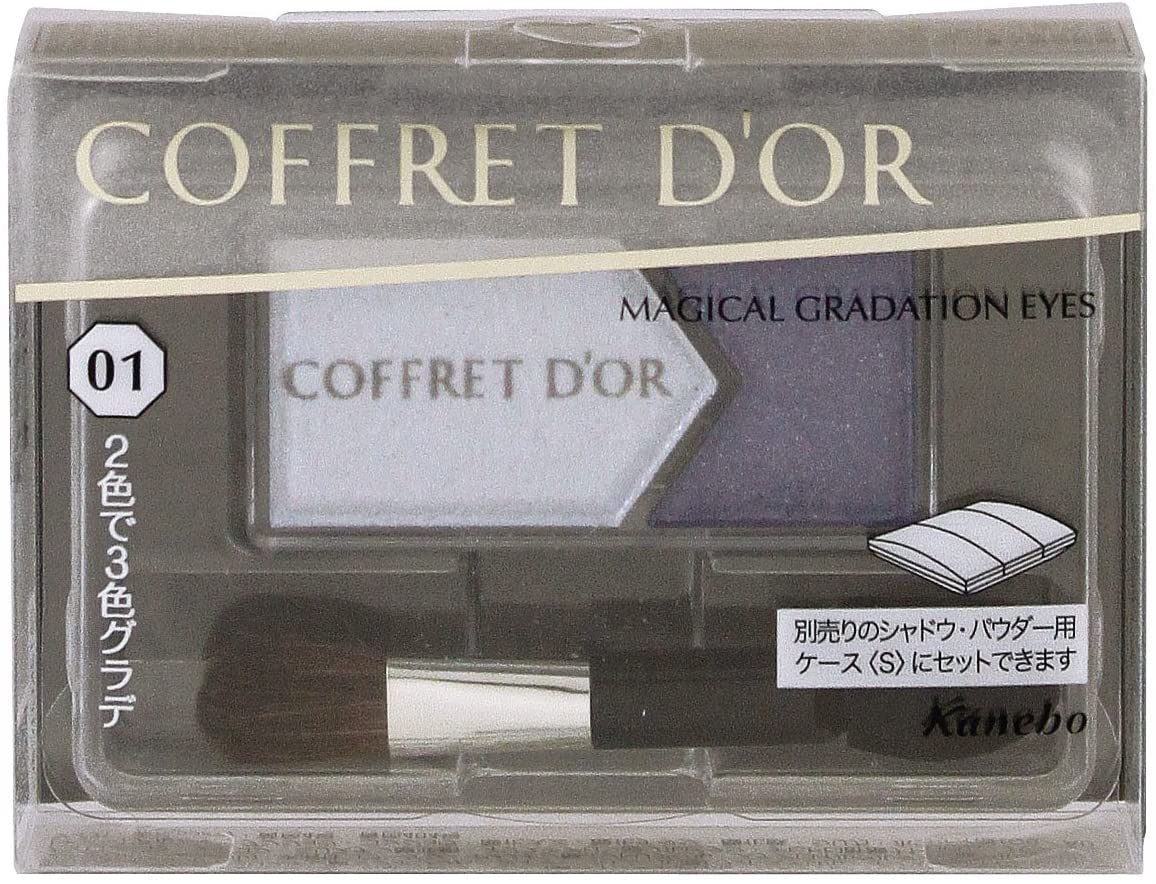 COFFRET D'OR
MAGICAL GRADATION EYES
COFFRET D'OR
01
2色で3色グラデ
別売りのシャドウ・パウダー用
ケース〈S〉にセットできます
Kanebo